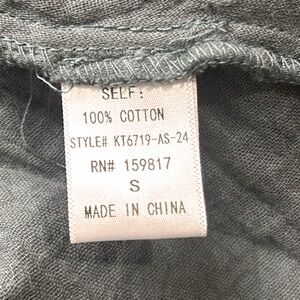 SELF:
100% COTTON
STYLE# KT6719-AS-24
RN# 159817
S
MADE IN CHINA